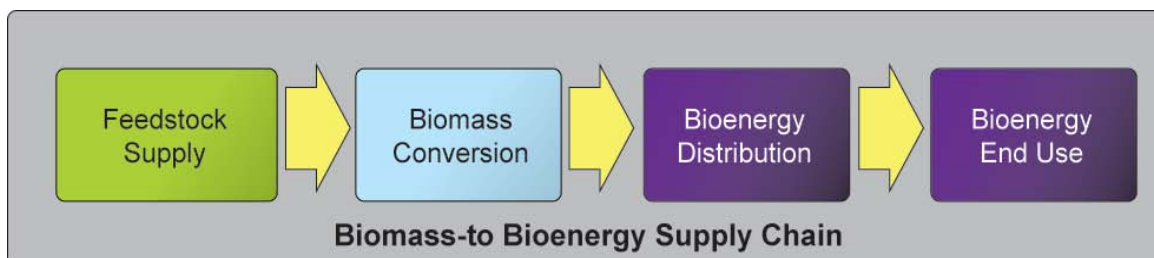 Feedstock
Supply
Biomass
Conversion
Bioenergy
Distribution
Bioenergy
End Use
Biomass-to Bioenergy Supply Chain